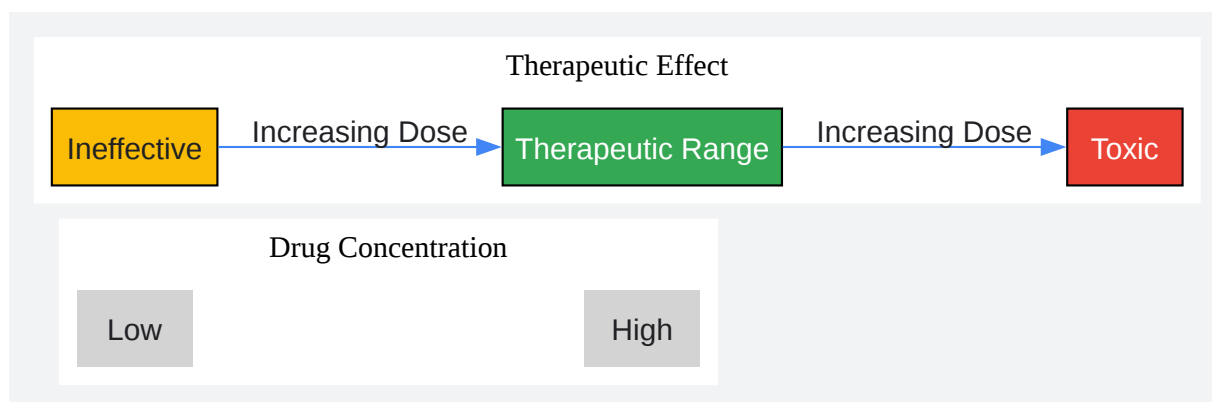 Therapeutic Effect
Ineffective
Increasing Dose
Therapeutic Range
Increasing Dose
Toxic
Drug Concentration
Low
High